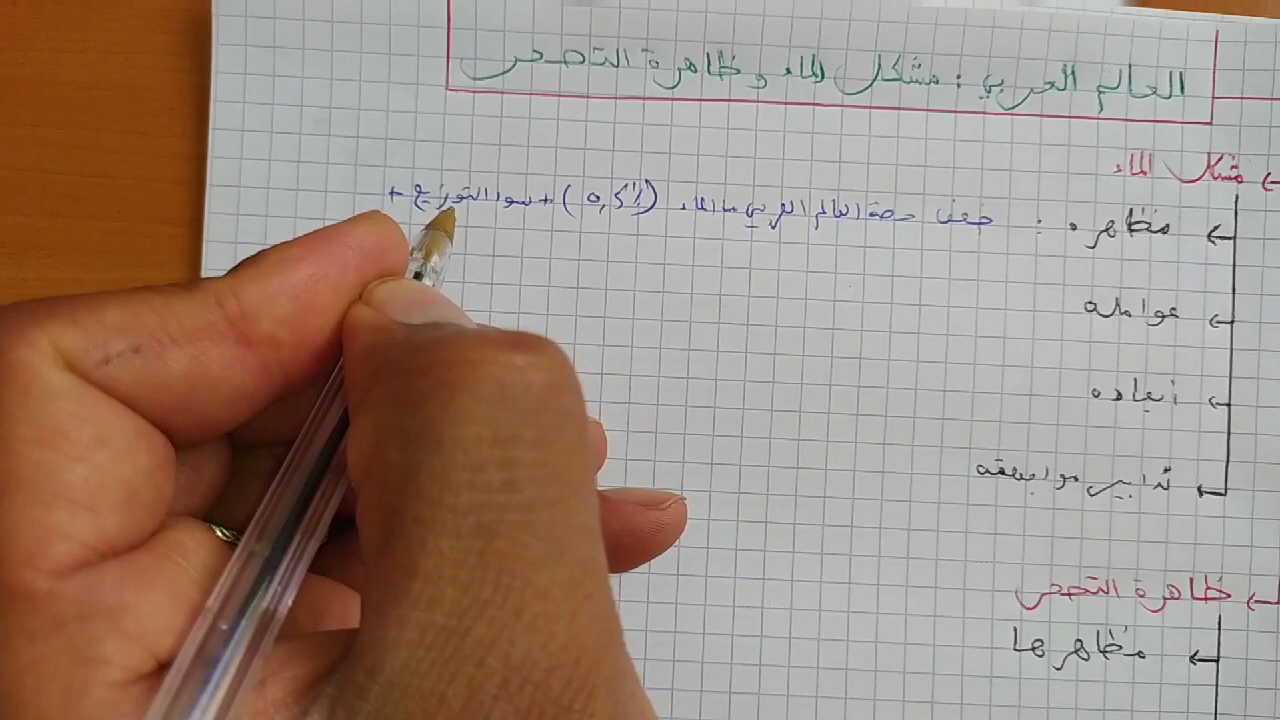 العالم العربي : مشكل الماء و ظاهرة التصحر
← مشكل الماء
← مظاهره : ضعف حصة العالم العربي من الماء (0,5%) + سوء التوزيع +
← عوامله
← أبعاده
← تدابير مواجهته
← ظاهرة التصحر
← مظاهرها